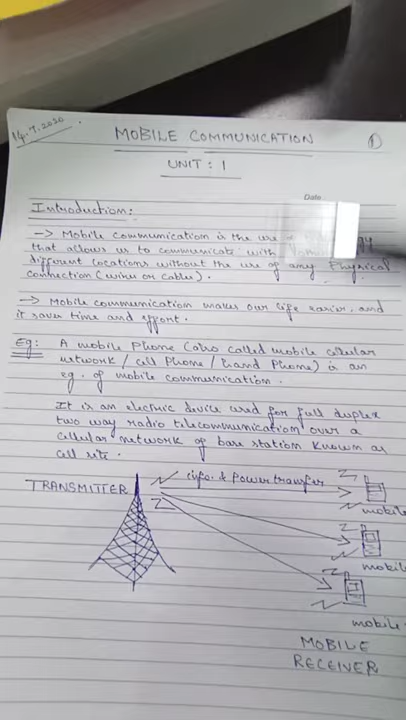 14.7.2020
MOBILE COMMUNICATION
1
UNIT : 1
Date
Introduction:
→ Mobile communication is the use
that allows us to communicate with
different locations without the use of any Physical
connection (wires or cables).
→ Mobile communication makes our life easier, and
it saves time and effort.
Eg: A mobile Phone (also called mobile cellular
network / Cell Phone / hand Phone) is an
eg. of mobile communication.
It is an electric device used for full duplex
two way radio telecommunication over a
cellular network of base station known as
cell site.
TRANSMITTER
info. & power transfer
mobile
mobile
mobile
MOBILE
RECEIVER